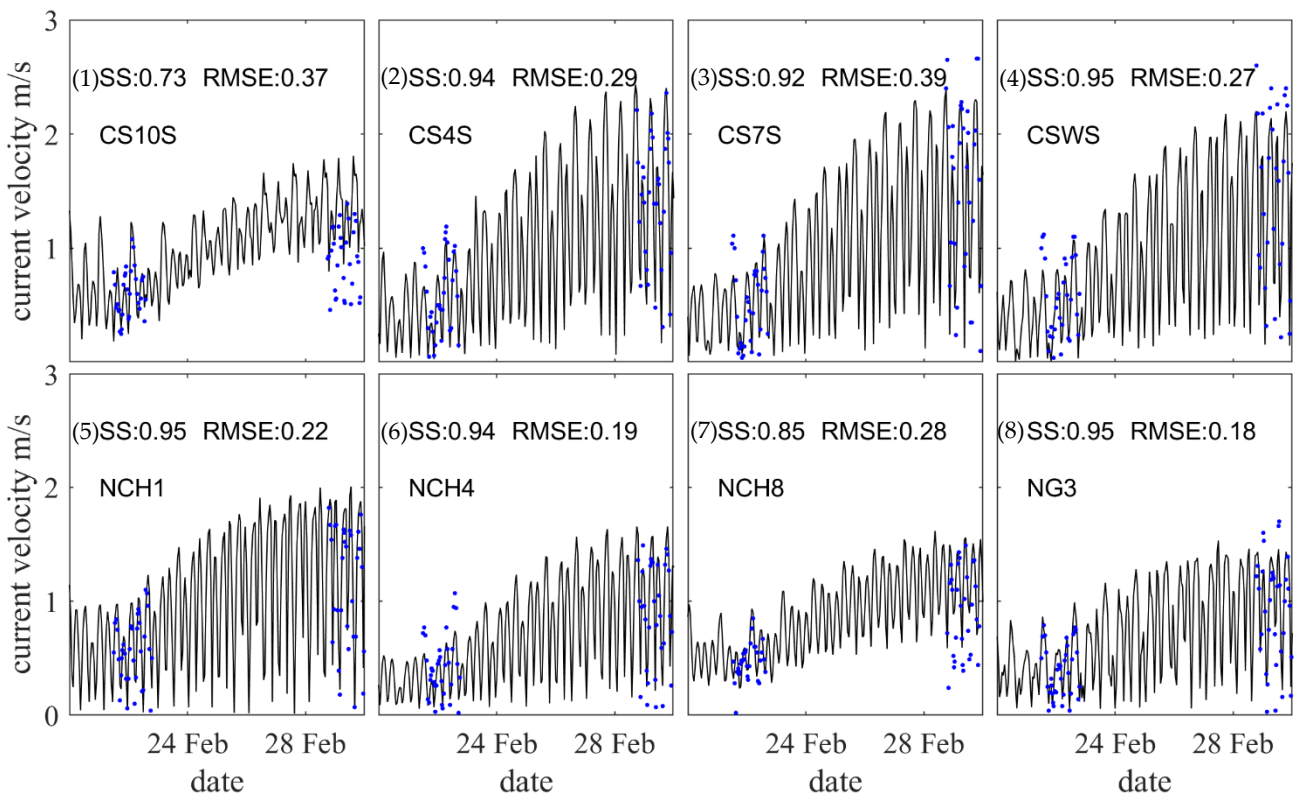 3
2
1
current velocity m/s
(1) SS:0.73 RMSE:0.37
CS10S
(2) SS:0.94 RMSE:0.29
CS4S
(3) SS:0.92 RMSE:0.39
CS7S
(4) SS:0.95 RMSE:0.27
CSWS
3
2
1
0
current velocity m/s
(5) SS:0.95 RMSE:0.22
NCH1
(6) SS:0.94 RMSE:0.19
NCH4
(7) SS:0.85 RMSE:0.28
NCH8
(8) SS:0.95 RMSE:0.18
NG3
24 Feb 28 Feb
date
24 Feb 28 Feb
date
24 Feb 28 Feb
date
24 Feb 28 Feb
date